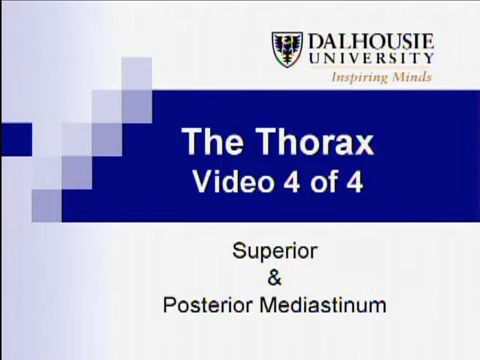 DALHOUSIE
UNIVERSITY
Inspiring Minds
The Thorax
Video 4 of 4
Superior
&
Posterior Mediastinum